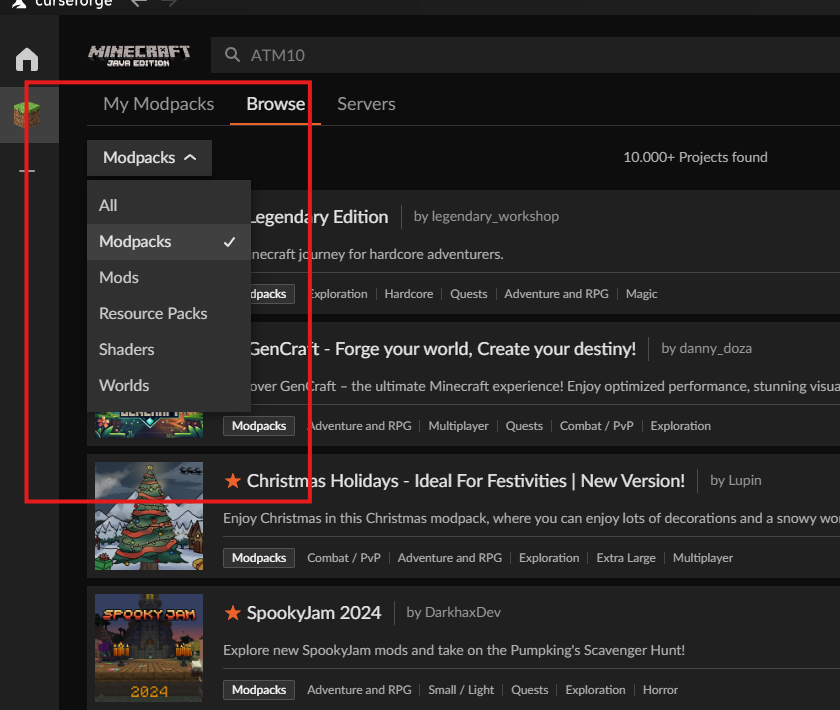 curseforge
MINECRAFT
JAVA EDITION
ATM10
My Modpacks Browse Servers
Modpacks
10.000+ Projects found
All
Modpacks
Mods
Resource Packs
Shaders
Worlds
Legendary Edition by legendary_workshop
necraft journey for hardcore adventurers.
dpacks Exploration Hardcore Quests Adventure and RPG Magic
GenCraft - Forge your world, Create your destiny! by danny_doza
over GenCraft – the ultimate Minecraft experience! Enjoy optimized performance, stunning visua
GENCRAFT
Modpacks Adventure and RPG Multiplayer Quests Combat / PvP Exploration
Christmas Holidays - Ideal For Festivities | New Version! by Lupin
Enjoy Christmas in this Christmas modpack, where you can enjoy lots of decorations and a snowy wo
Modpacks Combat / PvP Adventure and RPG Exploration Extra Large Multiplayer
SPOOKY JAM
2024
SpookyJam 2024 by DarkhaxDev
Explore new SpookyJam mods and take on the Pumpking's Scavenger Hunt!
Modpacks Adventure and RPG Small / Light Quests Exploration Horror